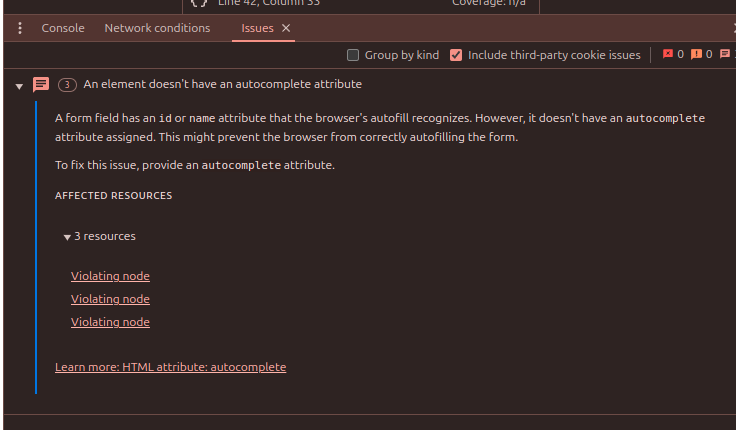 Line 42, Column 33 Coverage: n/a
Console Network conditions Issues
Group by kind Include third-party cookie issues 0 0
3 An element doesn't have an autocomplete attribute
A form field has an id or name attribute that the browser's autofill recognizes. However, it doesn't have an autocomplete
attribute assigned. This might prevent the browser from correctly autofilling the form.
To fix this issue, provide an autocomplete attribute.
AFFECTED RESOURCES
3 resources
Violating node
Violating node
Violating node
Learn more: HTML attribute: autocomplete